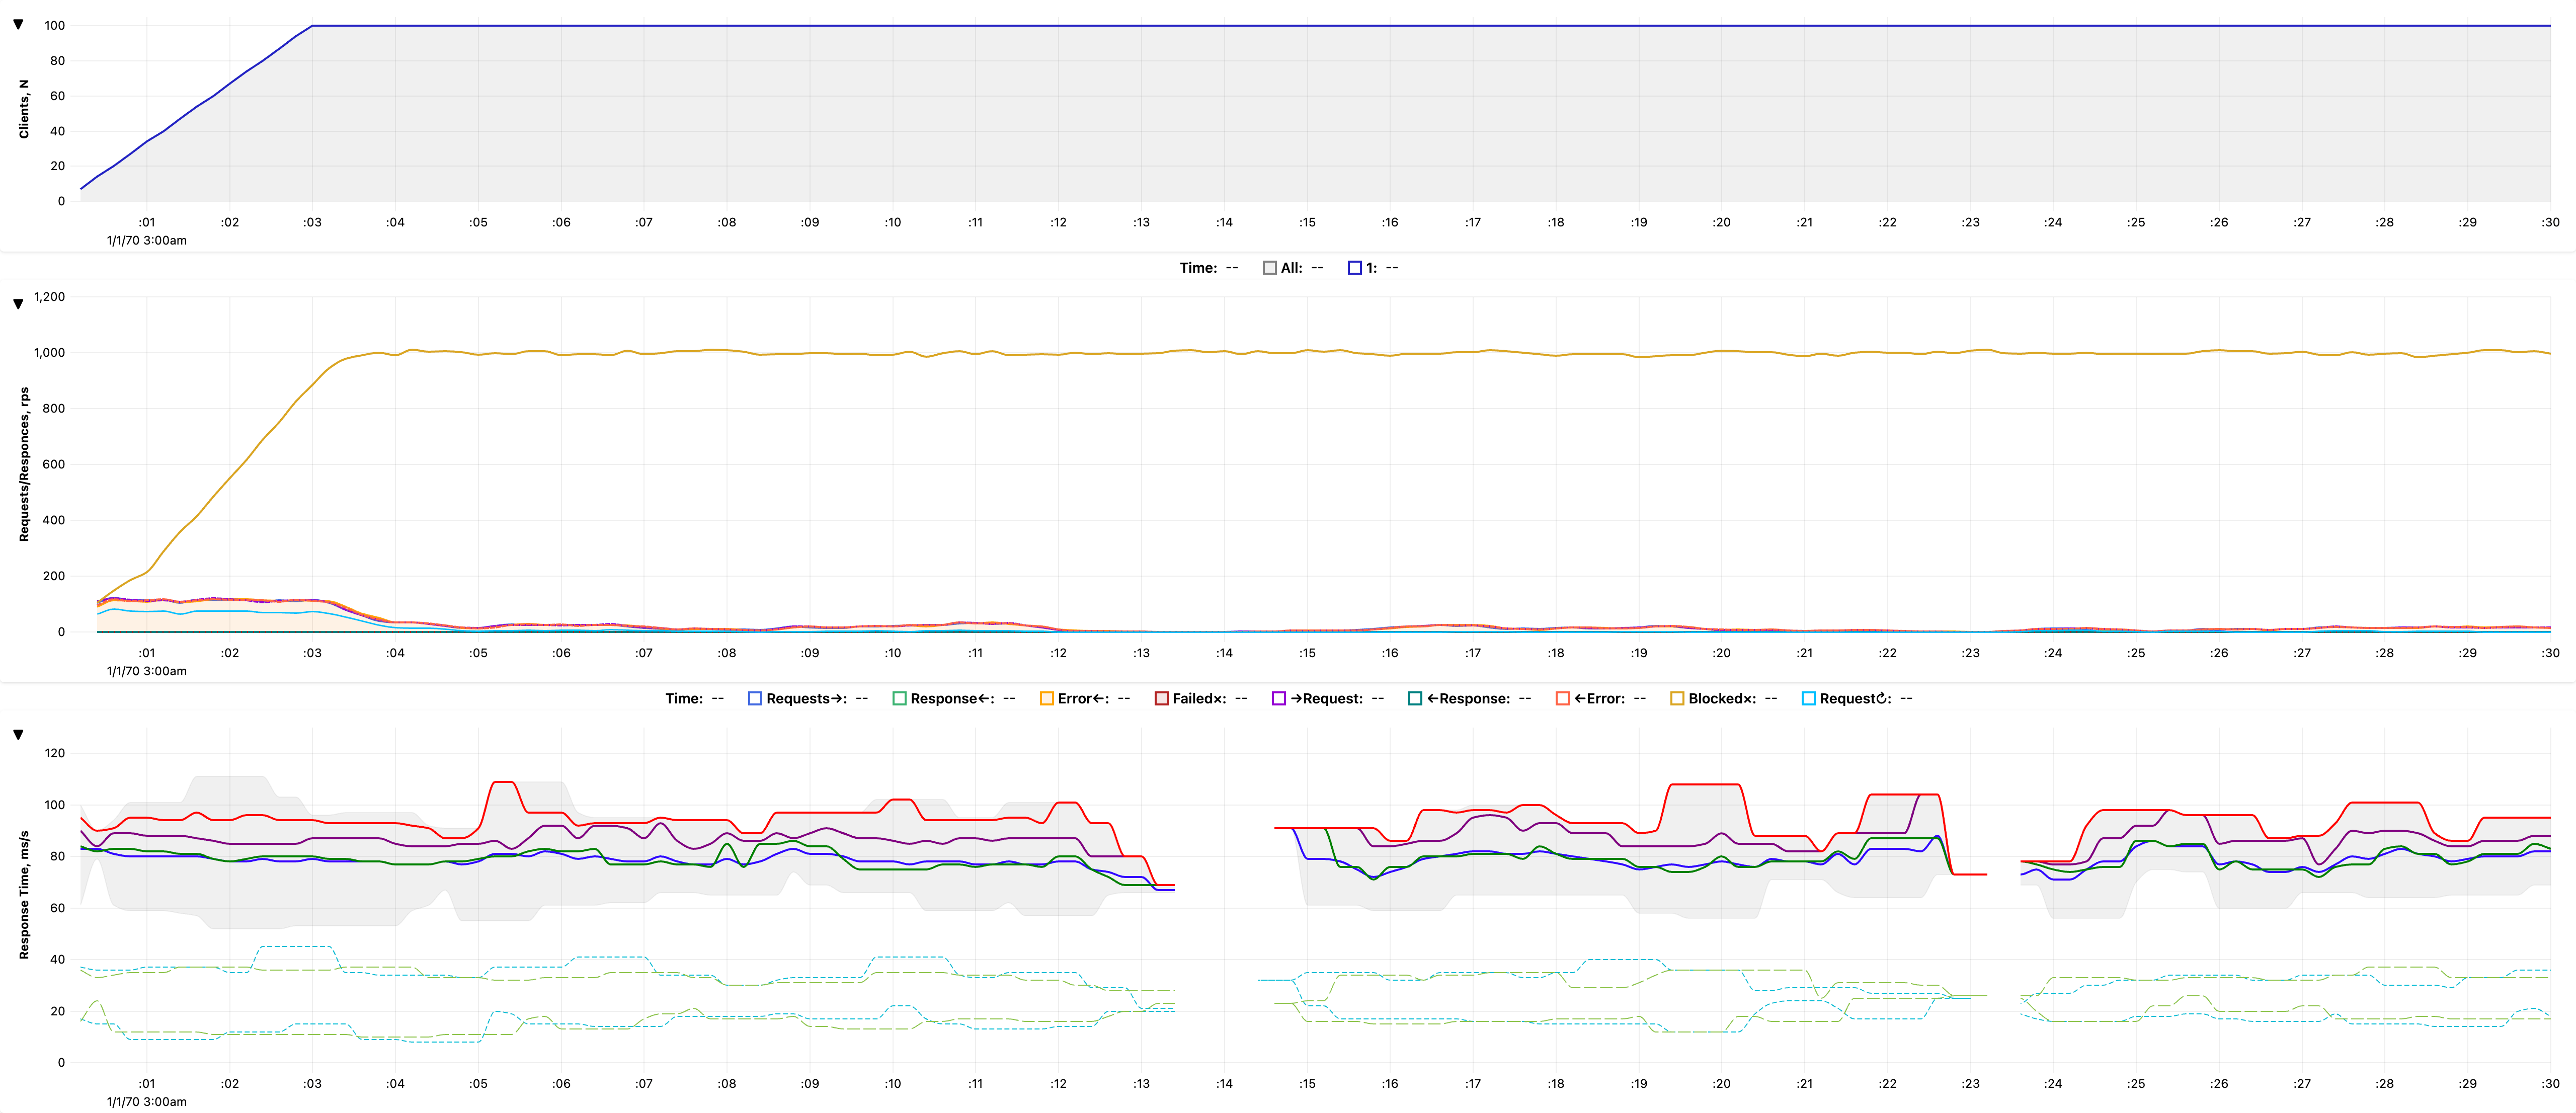 ▼
Clients, N
100
80
60
40
20
0
:01 :02 :03 :04 :05 :06 :07 :08 :09 :10 :11 :12 :13 :14 :15 :16 :17 :18 :19 :20 :21 :22 :23 :24 :25 :26 :27 :28 :29 :30
1/1/70 3:00am
Time: -- All: -- 1: --
▼
Requests/Responces, rps
1,200
1,000
800
600
400
200
0
:01 :02 :03 :04 :05 :06 :07 :08 :09 :10 :11 :12 :13 :14 :15 :16 :17 :18 :19 :20 :21 :22 :23 :24 :25 :26 :27 :28 :29 :30
1/1/70 3:00am
Time: -- Requests→: -- Response←: -- Error←: -- Failed×: -- →Request: -- ←Response: -- ←Error: -- Blocked×: -- Request↻: --
▼
Response Time, ms/s
120
100
80
60
40
20
0
:01 :02 :03 :04 :05 :06 :07 :08 :09 :10 :11 :12 :13 :14 :15 :16 :17 :18 :19 :20 :21 :22 :23 :24 :25 :26 :27 :28 :29 :30
1/1/70 3:00am